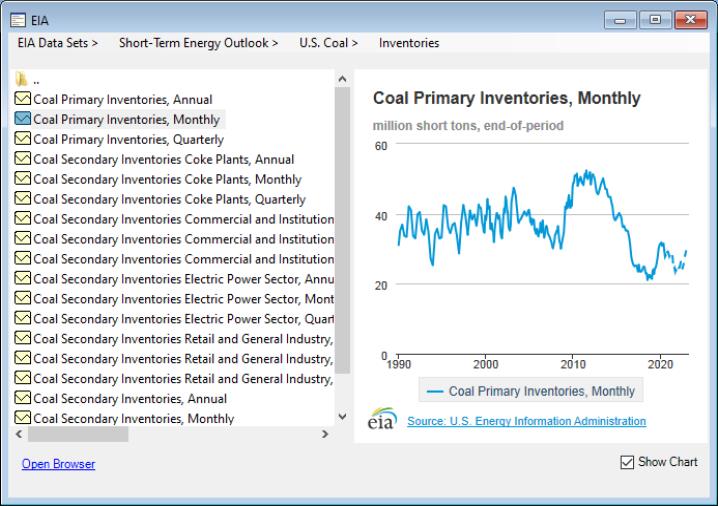 EIA
EIA Data Sets > Short-Term Energy Outlook > U.S. Coal > Inventories
..
Coal Primary Inventories, Annual
Coal Primary Inventories, Monthly
Coal Primary Inventories, Quarterly
Coal Secondary Inventories Coke Plants, Annual
Coal Secondary Inventories Coke Plants, Monthly
Coal Secondary Inventories Coke Plants, Quarterly
Coal Secondary Inventories Commercial and Institution
Coal Secondary Inventories Commercial and Institution
Coal Secondary Inventories Commercial and Institution
Coal Secondary Inventories Electric Power Sector, Annu
Coal Secondary Inventories Electric Power Sector, Mont
Coal Secondary Inventories Electric Power Sector, Quart
Coal Secondary Inventories Retail and General Industry,
Coal Secondary Inventories Retail and General Industry,
Coal Secondary Inventories Retail and General Industry,
Coal Secondary Inventories, Annual
Coal Secondary Inventories, Monthly
Open Browser
Coal Primary Inventories, Monthly
million short tons, end-of-period
60
40
20
0
1990 2000 2010 2020
Coal Primary Inventories, Monthly
eia Source: U.S. Energy Information Administration
Show Chart